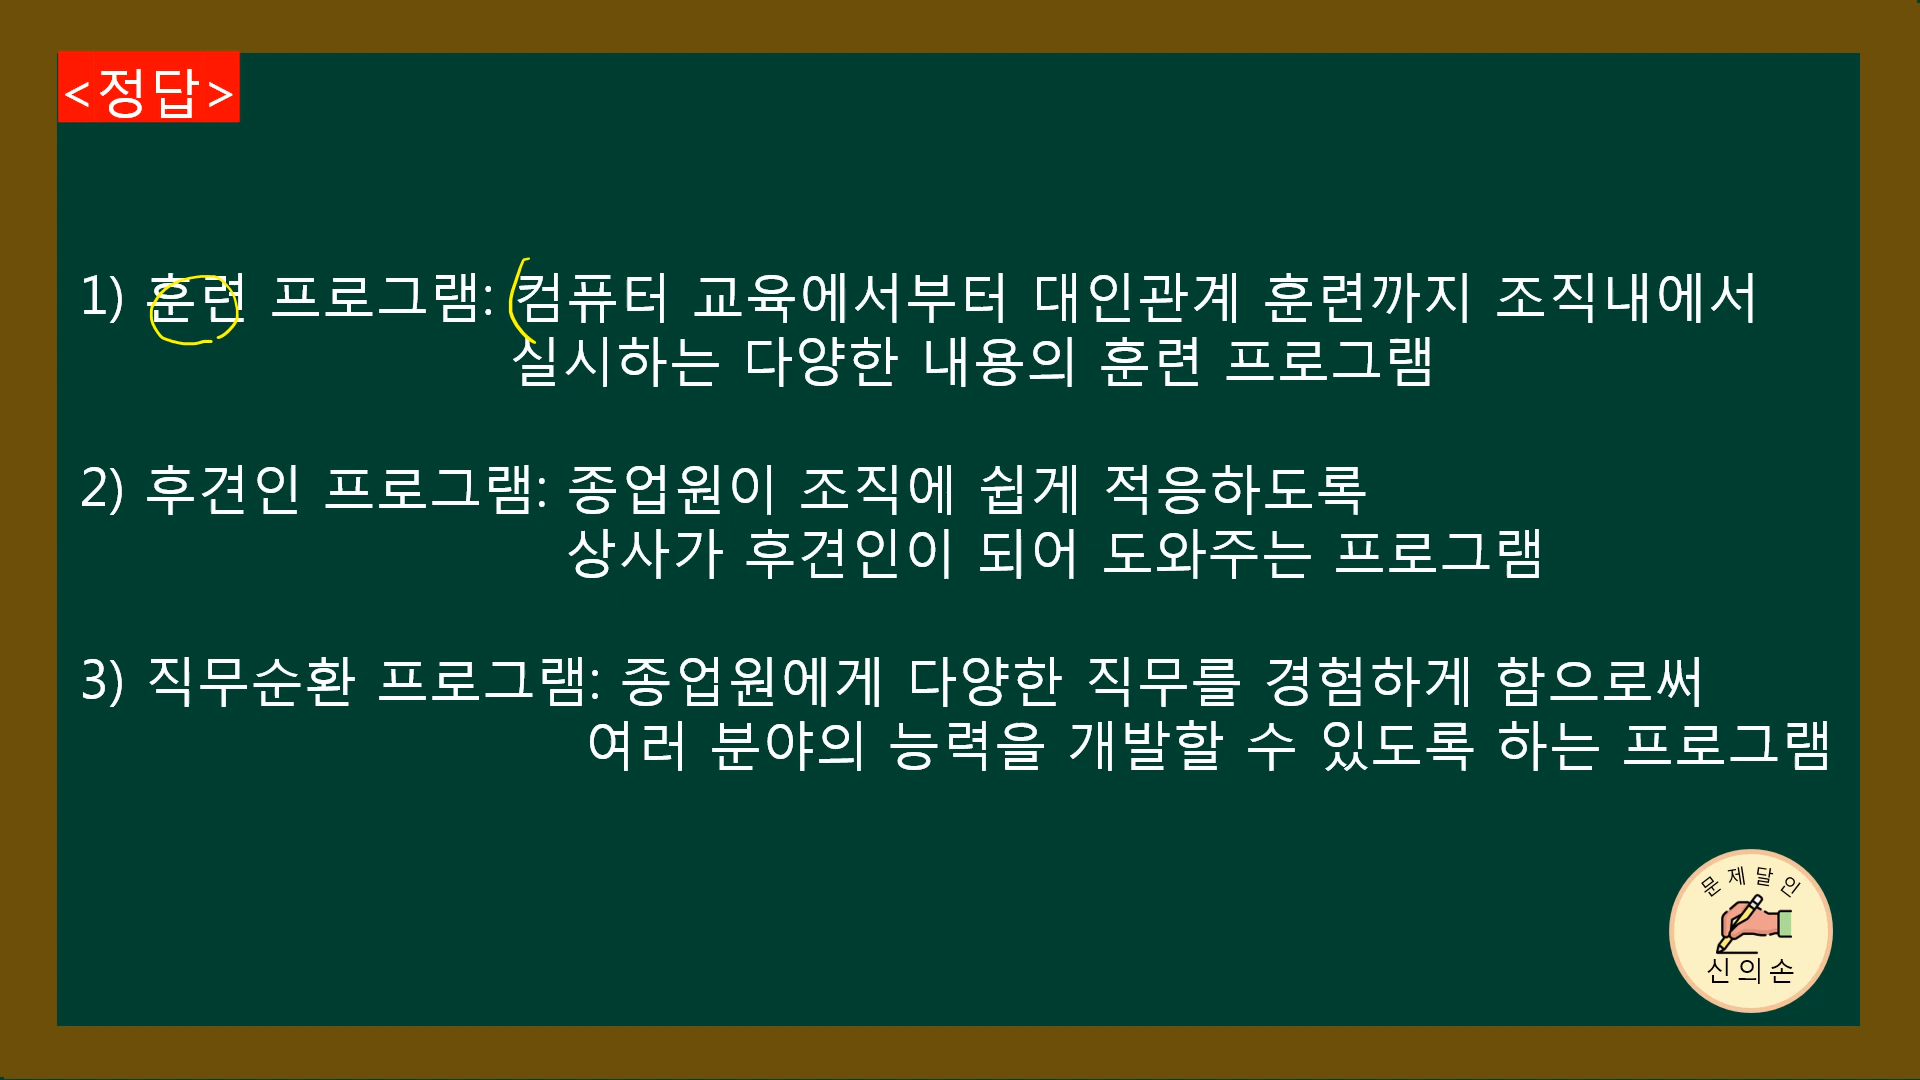 <정답>
1) 훈련 프로그램: 컴퓨터 교육에서부터 대인관계 훈련까지 조직내에서
실시하는 다양한 내용의 훈련 프로그램
2) 후견인 프로그램: 종업원이 조직에 쉽게 적응하도록
상사가 후견인이 되어 도와주는 프로그램
3) 직무순환 프로그램: 종업원에게 다양한 직무를 경험하게 함으로써
여러 분야의 능력을 개발할 수 있도록 하는 프로그램
문제달인
신의손